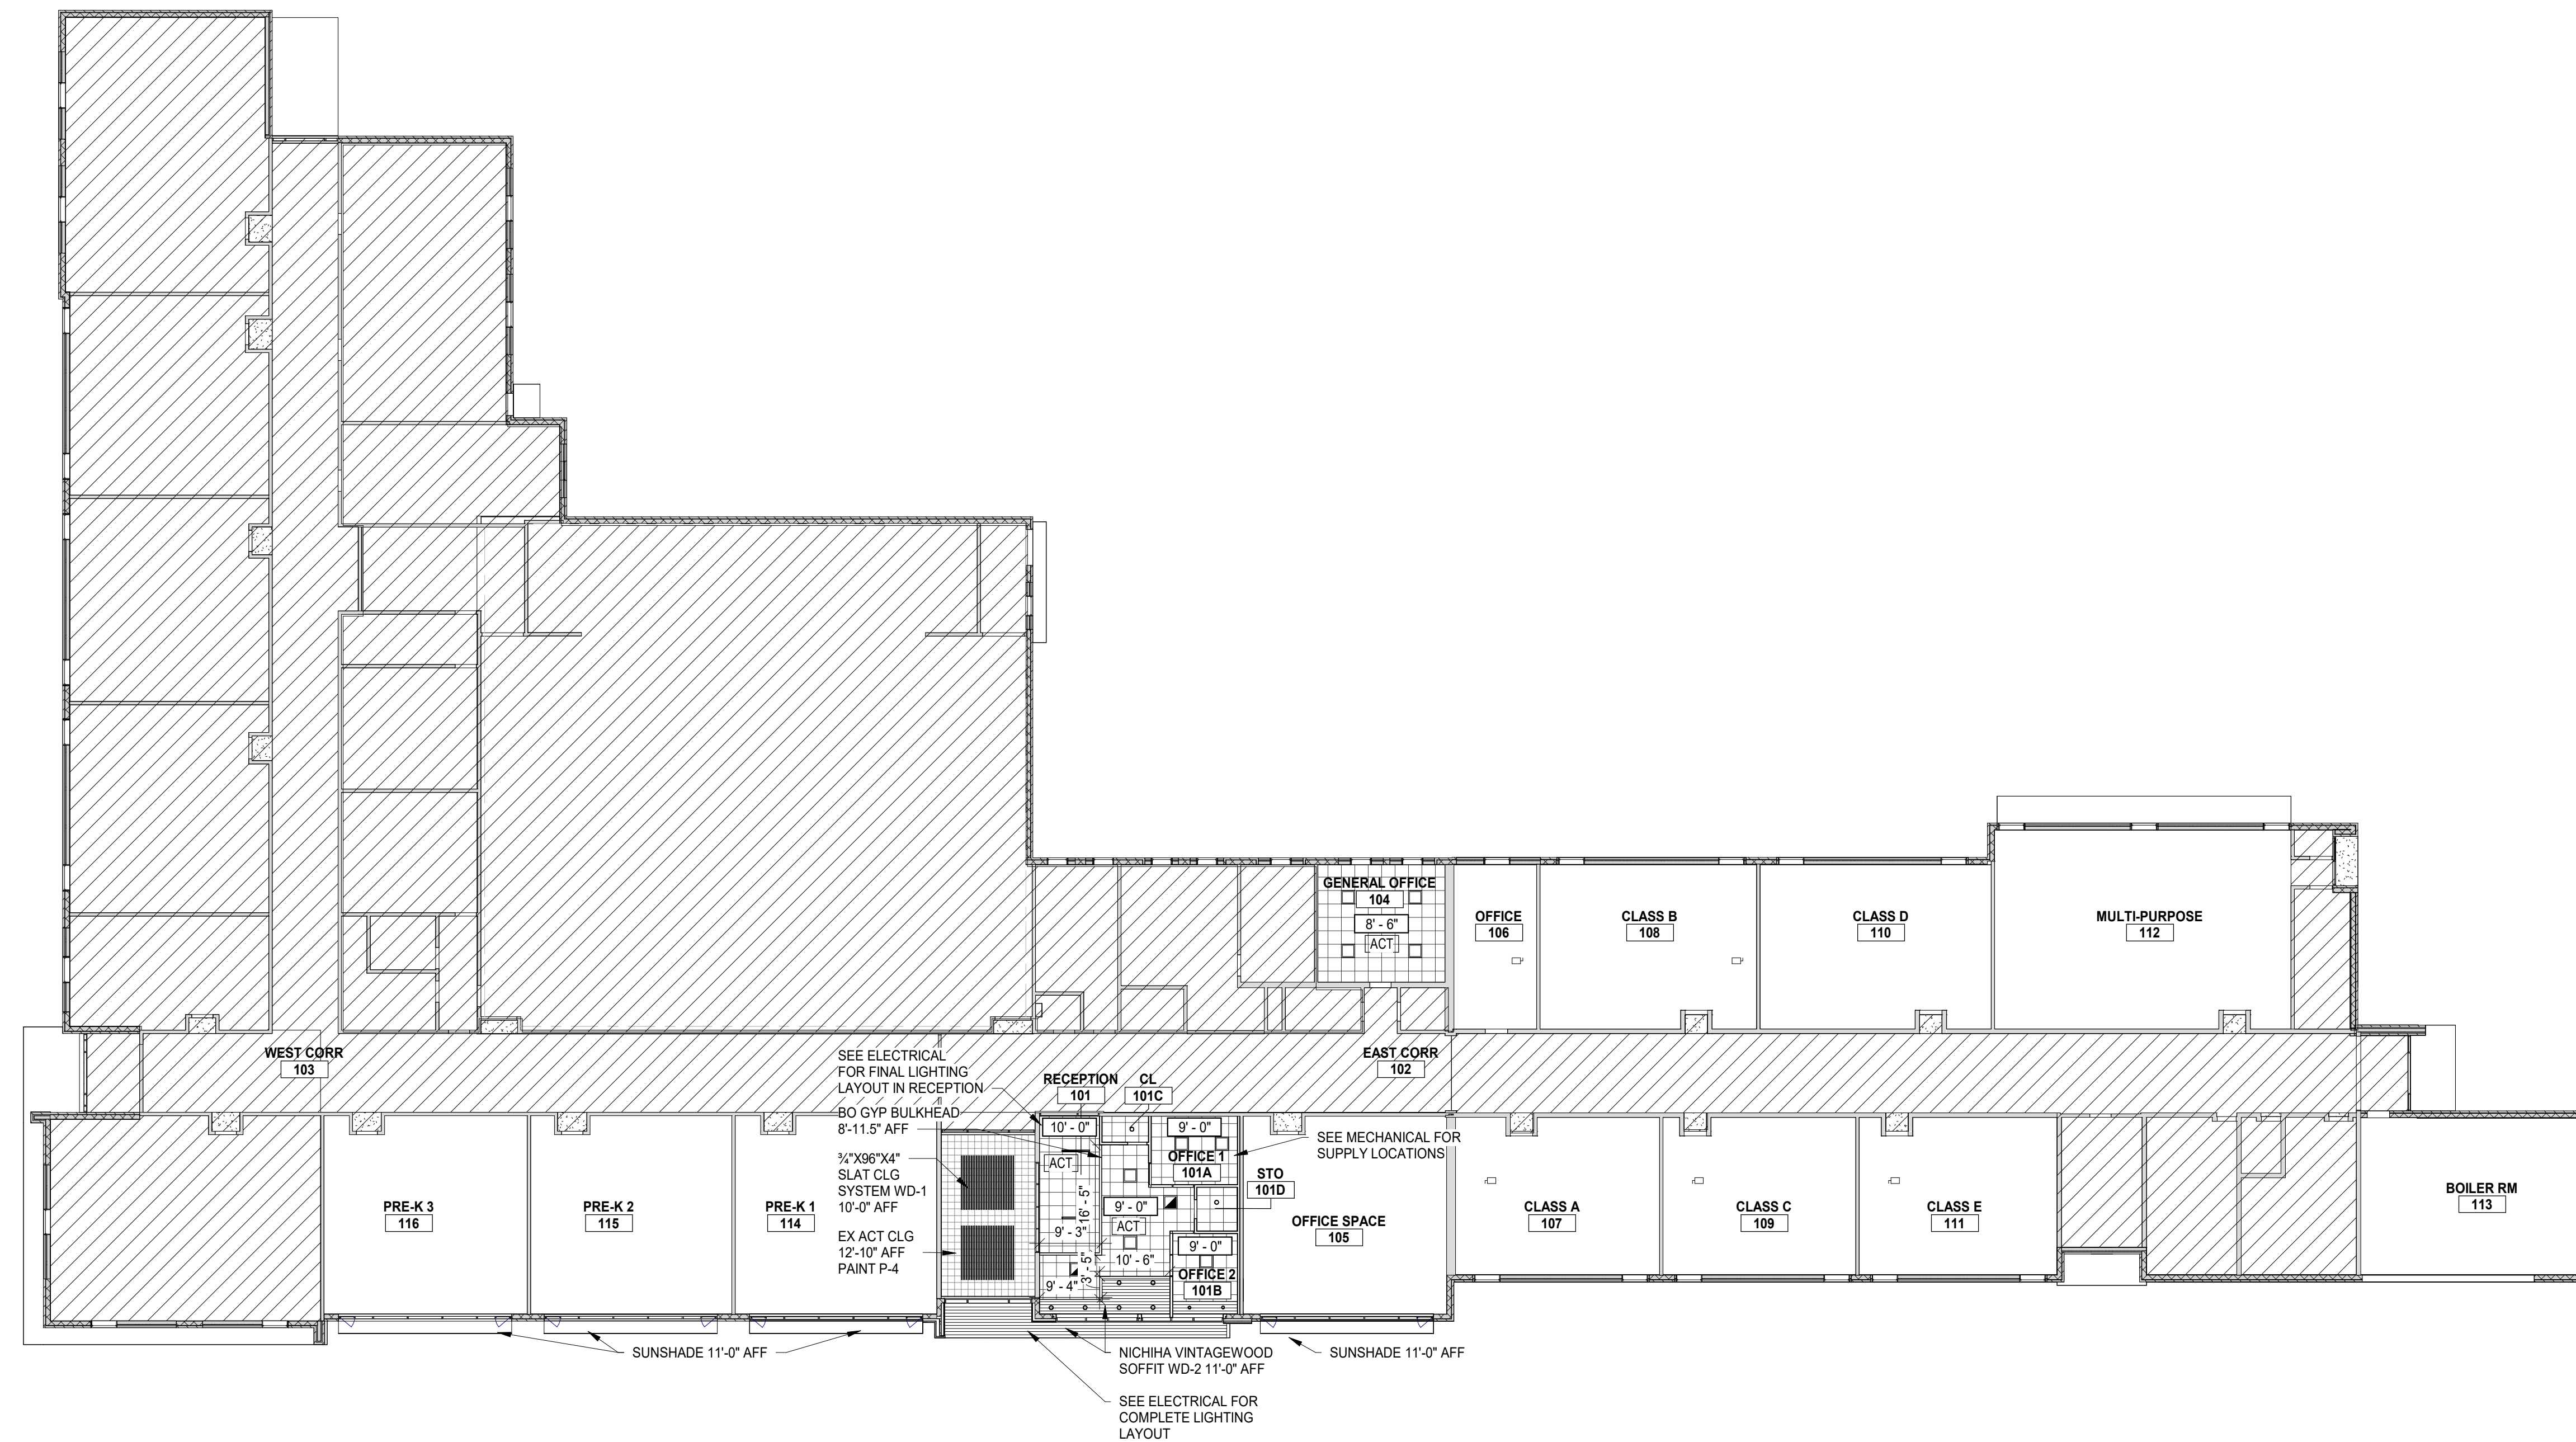 GENERAL OFFICE
104
8' - 6"
ACT
OFFICE
106
CLASS B
108
CLASS D
110
MULTI-PURPOSE
112
WEST CORR
103
EAST CORR
102
SEE ELECTRICAL
FOR FINAL LIGHTING
LAYOUT IN RECEPTION
RECEPTION
101
CL
101C
BO GYP BULKHEAD
8'-11.5" AFF
10' - 0"
ACT
9' - 0"
OFFICE 1
101A
SEE MECHANICAL FOR
SUPPLY LOCATIONS
¾"X96"X4"
SLAT CLG
SYSTEM WD-1
10'-0" AFF
EX ACT CLG
12'-10" AFF
PAINT P-4
STO
101D
16' - 5"
9' - 3"
9' - 0"
ACT
10' - 6"
3' - 5"
9' - 4"
9' - 0"
OFFICE 2
101B
PRE-K 3
116
PRE-K 2
115
PRE-K 1
114
OFFICE SPACE
105
CLASS A
107
CLASS C
109
CLASS E
111
BOILER RM
113
SUNSHADE 11'-0" AFF
NICHIHA VINTAGEWOOD
SOFFIT WD-2 11'-0" AFF
SUNSHADE 11'-0" AFF
SEE ELECTRICAL FOR
COMPLETE LIGHTING
LAYOUT